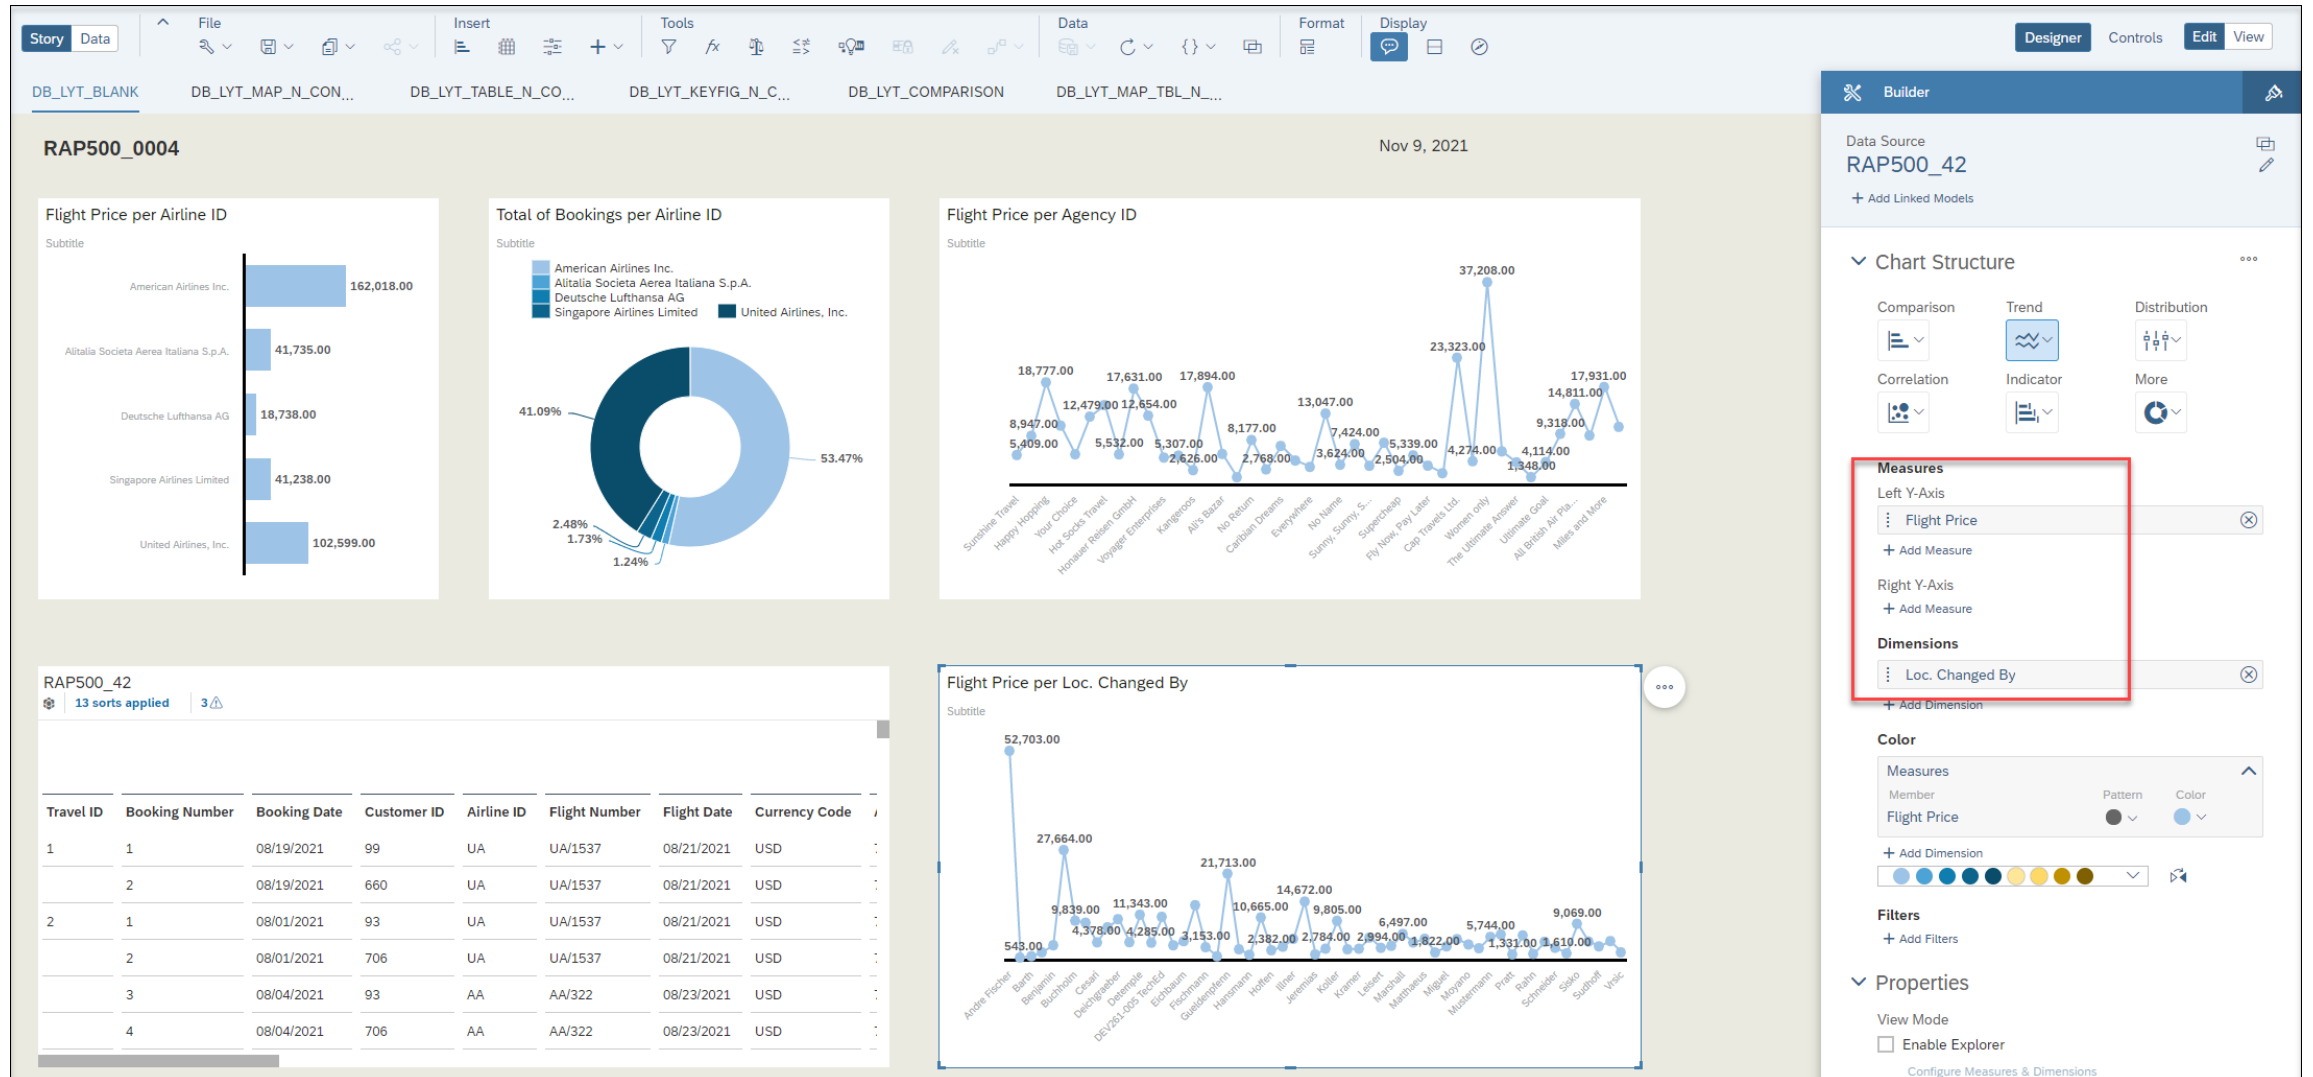 Story Data
File
Insert
Tools
Data
Format
Display
Designer Controls Edit View
DB_LYT_BLANK
DB_LYT_MAP_N_CON...
DB_LYT_TABLE_N_CO...
DB_LYT_KEYFIG_N_C...
DB_LYT_COMPARISON
DB_LYT_MAP_TBL_N_...
RAP500_0004
Nov 9, 2021
Flight Price per Airline ID
Subtitle
American Airlines Inc. 162,018.00
Alitalia Societa Aerea Italiana S.p.A. 41,735.00
Deutsche Lufthansa AG 18,738.00
Singapore Airlines Limited 41,238.00
United Airlines, Inc. 102,599.00
Total of Bookings per Airline ID
Subtitle
American Airlines Inc.
Alitalia Societa Aerea Italiana S.p.A.
Deutsche Lufthansa AG
Singapore Airlines Limited United Airlines, Inc.
41.09%
53.47%
2.48%
1.73%
1.24%
Flight Price per Agency ID
Subtitle
37,208.00
23,323.00
18,777.00 17,631.00 17,894.00 17,931.00
14,811.00
12,479.00 12,654.00 13,047.00
8,947.00 8,177.00 7,424.00 9,318.00
5,409.00 5,532.00 5,307.00 5,339.00
2,626.00 2,768.00 3,624.00 2,504.00 4,274.00 4,114.00
1,348.00
Sunshine Travel
Happy Hopping
Your Choice
Hot Socks Travel
Honauer Reisen GmbH
Voyager Enterprises
Kangeroos
Ali's Bazar
No Return
Caribian Dreams
Everywhere
No Name
Sunny, Sunny, S...
Supercheap
Fly Now, Pay Later
Cap Travels Ltd.
Women only
The Ultimate Answer
Ultimate Goal
All British Air Pla...
Miles and More
RAP500_42
13 sorts applied 3
Travel ID Booking Number Booking Date Customer ID Airline ID Flight Number Flight Date Currency Code
1 1 08/19/2021 99 UA UA/1537 08/21/2021 USD
2 08/19/2021 660 UA UA/1537 08/21/2021 USD
2 1 08/01/2021 93 UA UA/1537 08/21/2021 USD
2 08/01/2021 706 UA UA/1537 08/21/2021 USD
3 08/04/2021 93 AA AA/322 08/23/2021 USD
4 08/04/2021 706 AA AA/322 08/23/2021 USD
Flight Price per Loc. Changed By
Subtitle
52,703.00
27,664.00
21,713.00
14,672.00
9,839.00 11,343.00 10,665.00 9,805.00 9,069.00
6,497.00 5,744.00
4,378.00 4,285.00 3,153.00
543.00 2,382.00 2,784.00 2,994.00 1,822.00 1,331.00 1,610.00
Andre Fischer
Barth
Benjamin
Buchholm
Cesari
Deichgraeber
Detemple
DEV261-005 TechEd
Eichbaum
Fischmann
Gueldenpfenn
Hansmann
Hoffen
Illner
Jeremias
Koller
Kramer
Leisert
Marshall
Matthaeus
Miguel
Moyano
Mustermann
Pratt
Rahn
Schneider
Sisko
Sudhoff
Vrsic
Builder
Data Source
RAP500_42
+ Add Linked Models
Chart Structure
Comparison Trend Distribution
Correlation Indicator More
Measures
Left Y-Axis
Flight Price
+ Add Measure
Right Y-Axis
+ Add Measure
Dimensions
Loc. Changed By
+ Add Dimension
Color
Measures
Member Pattern Color
Flight Price
+ Add Dimension
Filters
+ Add Filters
Properties
View Mode
Enable Explorer
Configure Measures & Dimensions